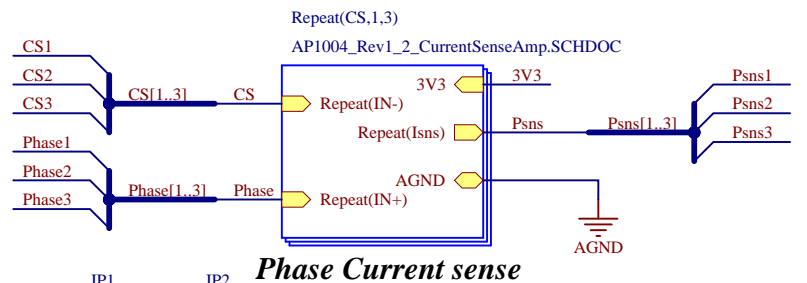 Repeat(CS,1,3)
AP1004_Rev1_2_CurrentSenseAmp.SCHDOC
CS1
CS2
CS3
CS[1..3]
CS
Repeat(IN-)
3V3
3V3
Repeat(Isns)
Psns
Psns[1..3]
Psns1
Psns2
Psns3
Phase1
Phase2
Phase3
Phase[1..3]
Phase
Repeat(IN+)
AGND
AGND
Phase Current sense
JP1
JP2